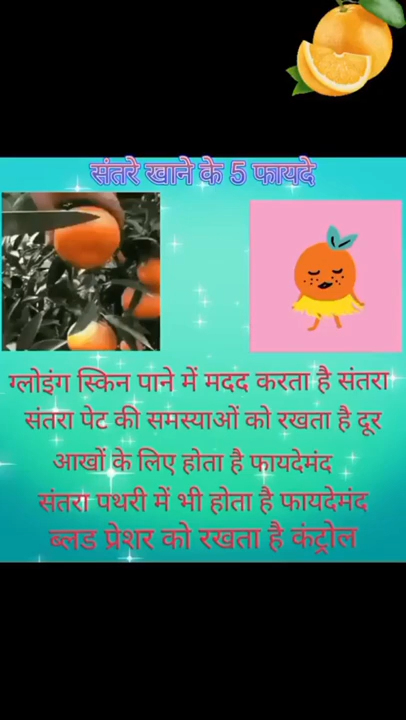 संतरे खाने के 5 फायदे
ग्लोइंग स्किन पाने में मदद करता है संतरा
संतरा पेट की समस्याओं को रखता है दूर
आखों के लिए होता है फायदेमंद
संतरा पथरी में भी होता है फायदेमंद
ब्लड प्रेशर को रखता है कंट्रोल